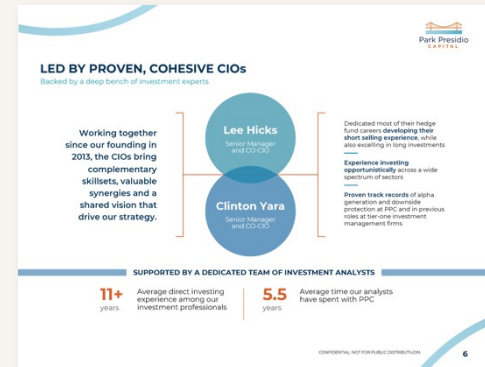 Park Presidio
CAPITAL
LED BY PROVEN, COHESIVE CIOs
Backed by a deep bench of investment experts
Working together
since our founding in
2013, the CIOs bring
complementary
skillsets, valuable
synergies and a
shared vision that
drive our strategy.
Lee Hicks
Senior Manager
and CO-CIO
Clinton Yara
Senior Manager
and CO-CIO
Dedicated most of their hedge
fund careers developing their
short selling experience, while
also excelling in long investments
Experience investing
opportunistically across a wide
spectrum of sectors
Proven track records of alpha
generation and downside
protection at PPC and in previous
roles at tier-one investment
management firms
SUPPORTED BY A DEDICATED TEAM OF INVESTMENT ANALYSTS
11+
years
Average direct investing
experience among our
investment professionals
5.5
years
Average time our analysts
have spent with PPC
CONFIDENTIAL: NOT FOR PUBLIC DISTRIBUTIJON
6